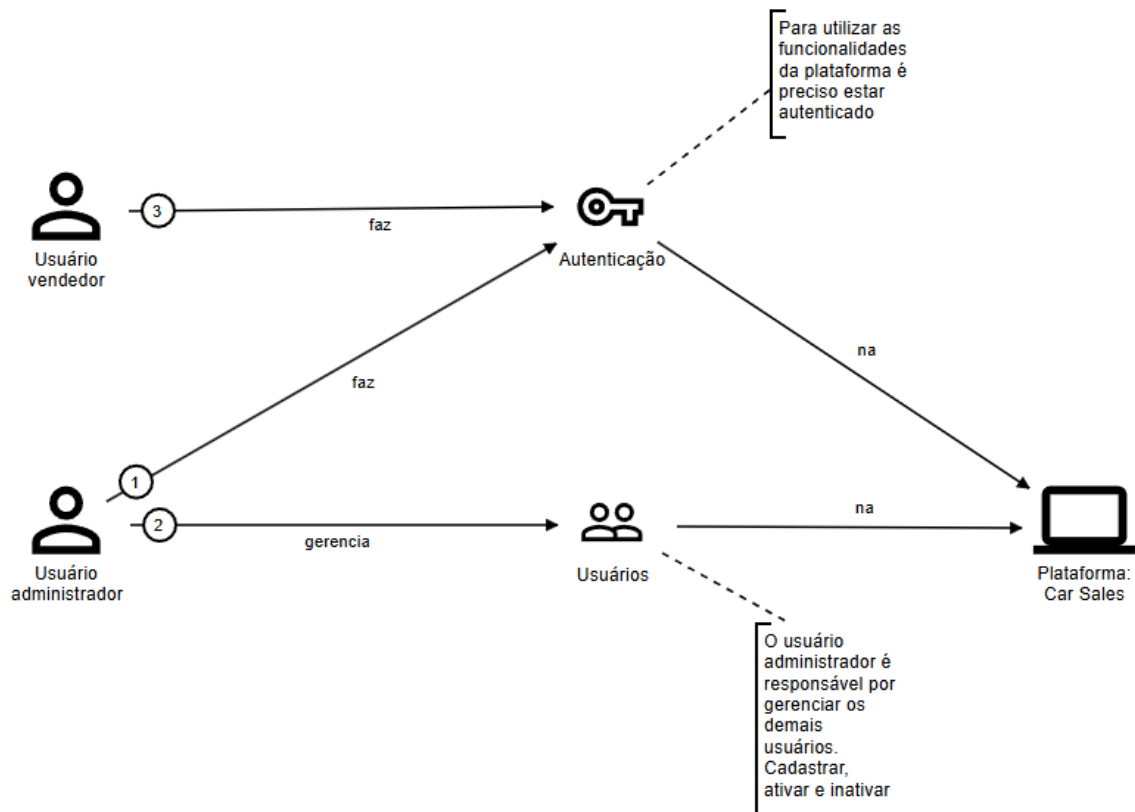 Para utilizar as
funcionalidades
da plataforma é
preciso estar
autenticado
3
faz
Usuário
vendedor
Autenticação
na
faz
1
2
gerencia
na
Usuário
administrador
Usuários
Plataforma:
Car Sales
O usuário
administrador é
responsável por
gerenciar os
demais
usuários.
Cadastrar,
ativar e inativar